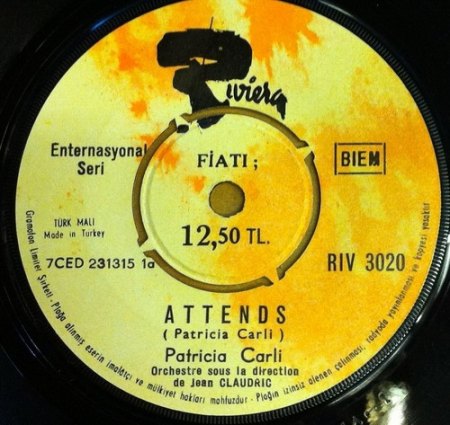 Riviera
Enternasyonal
Seri
FİATI ;
BIEM
TÜRK MALI
Made in Turkey
12,50 TL.
7CED 231315 1a
RIV 3020
ATTENDS
( Patricia Carli )
Patricia Carli
Orchestre sous la direction
de Jean CLAUDRIC
Gramofon Limitet Şirketi - Plağa alınmış eserin imalatçı ve mülkiyet hakları mahfuzdur - Plağın izinsiz olenen çalınması, radyoda yayınlanması ve kopyesi yasaktır